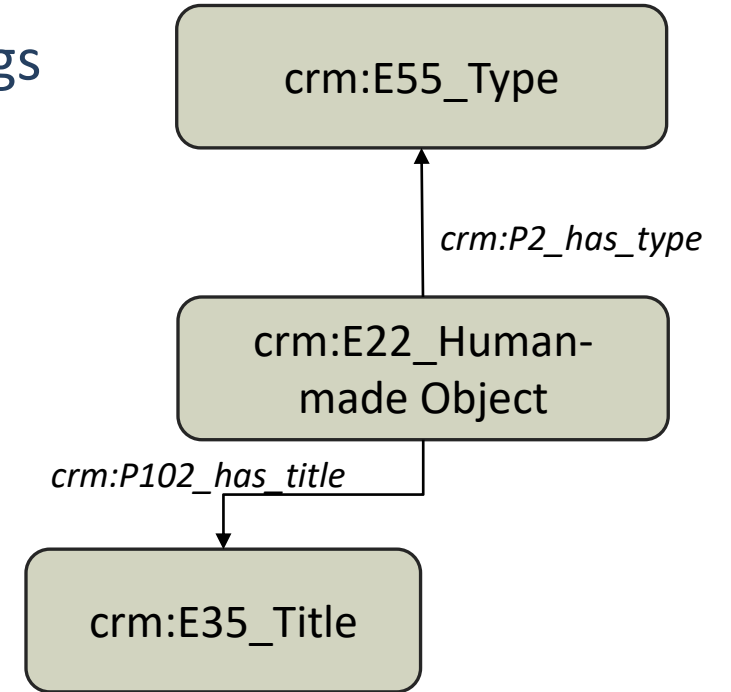 gs
crm:E55_Type
crm:P2_has_type
crm:E22_Human-
made Object
crm:P102_has_title
crm:E35_Title